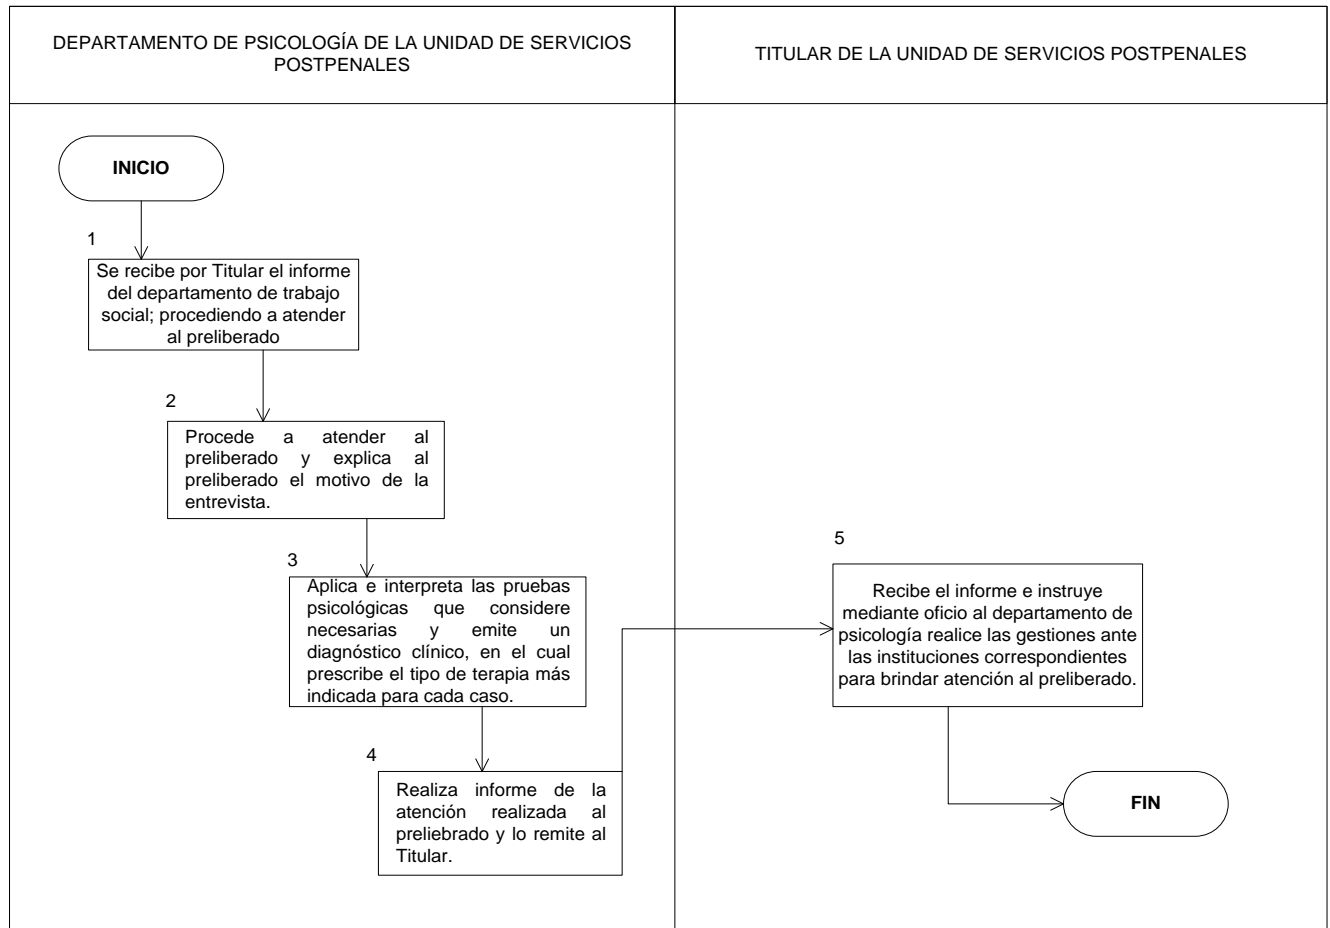 DEPARTAMENTO DE PSICOLOGÍA DE LA UNIDAD DE SERVICIOS
POSTPENALES
TITULAR DE LA UNIDAD DE SERVICIOS POSTPENALES
INICIO
1
Se recibe por Titular el informe
del departamento de trabajo
social; procediendo a atender
al preliberado
2
Procede a atender al
preliberado y explica al
preliberado el motivo de la
entrevista.
3
Aplica e interpreta las pruebas
psicológicas que considere
necesarias y emite un
diagnóstico clínico, en el cual
prescribe el tipo de terapia más
indicada para cada caso.
4
Realiza informe de la
atención realizada al
preliebrado y lo remite al
Titular.
5
Recibe el informe e instruye
mediante oficio al departamento de
psicología realice las gestiones ante
las instituciones correspondientes
para brindar atención al preliberado.
FIN